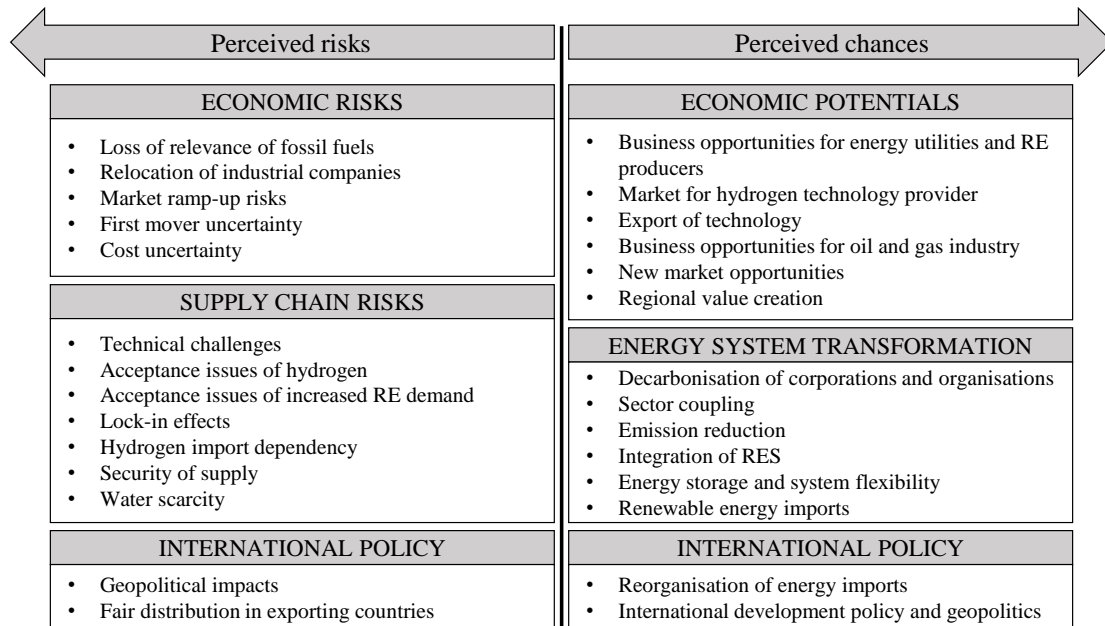 Perceived risks
Perceived chances
ECONOMIC RISKS
• Loss of relevance of fossil fuels
• Relocation of industrial companies
• Market ramp-up risks
• First mover uncertainty
• Cost uncertainty
SUPPLY CHAIN RISKS
• Technical challenges
• Acceptance issues of hydrogen
• Acceptance issues of increased RE demand
• Lock-in effects
• Hydrogen import dependency
• Security of supply
• Water scarcity
INTERNATIONAL POLICY
• Geopolitical impacts
• Fair distribution in exporting countries
ECONOMIC POTENTIALS
• Business opportunities for energy utilities and RE
producers
• Market for hydrogen technology provider
• Export of technology
• Business opportunities for oil and gas industry
• New market opportunities
• Regional value creation
ENERGY SYSTEM TRANSFORMATION
• Decarbonisation of corporations and organisations
• Sector coupling
• Emission reduction
• Integration of RES
• Energy storage and system flexibility
• Renewable energy imports
INTERNATIONAL POLICY
• Reorganisation of energy imports
• International development policy and geopolitics